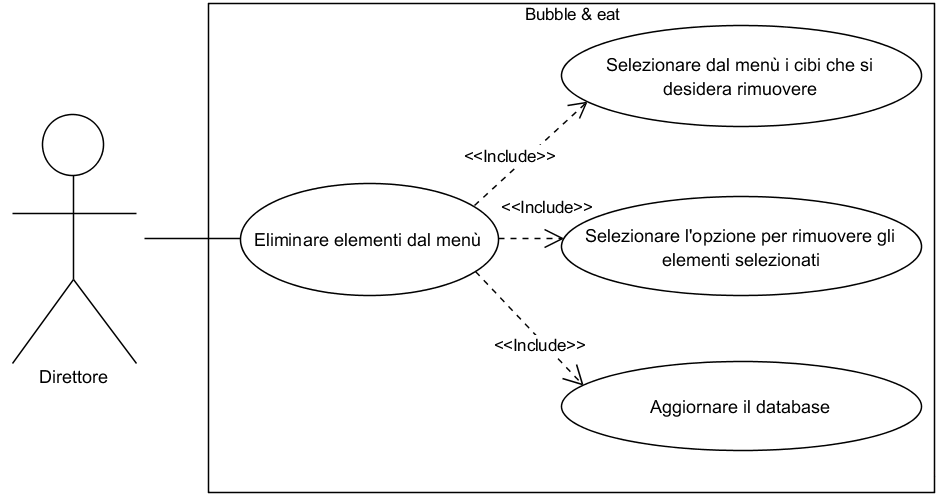 Bubble & eat
Selezionare dal menù i cibi che si
desidera rimuovere
<<Include>>
<<Include>>
Eliminare elementi dal menù
Selezionare l'opzione per rimuovere gli
elementi selezionati
<<Include>>
Direttore
Aggiornare il database